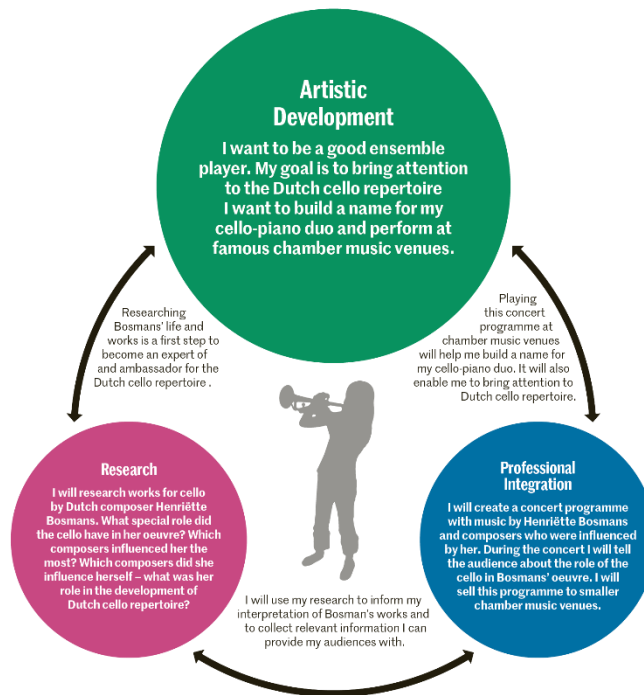 Artistic
Development
I want to be a good ensemble
player. My goal is to bring attention
to the Dutch cello repertoire
I want to build a name for my
cello-piano duo and perform at
famous chamber music venues.
Researching
Bosmans' life and
works is a first step to
become an expert of
and ambassador for the
Dutch cello repertoire .
Playing
this concert
programme at
chamber music venues
will help me build a name for
my cello-piano duo. It will also
enable me to bring attention to
Dutch cello repertoire.
Research
I will research works for cello
by Dutch composer Henriëtte
Bosmans. What special role did
the cello have in her oeuvre? Which
composers influenced her the
most? Which composers did she
influence herself – what was her
role in the development of
Dutch cello repertoire?
Professional
Integration
I will create a concert programme
with music by Henriëtte Bosmans
and composers who were influenced
by her. During the concert I will tell
the audience about the role of the
cello in Bosmans' oeuvre. I will
sell this programme to smaller
chamber music venues.
I will use my research to inform my
interpretation of Bosman's works and
to collect relevant information I can
provide my audiences with.